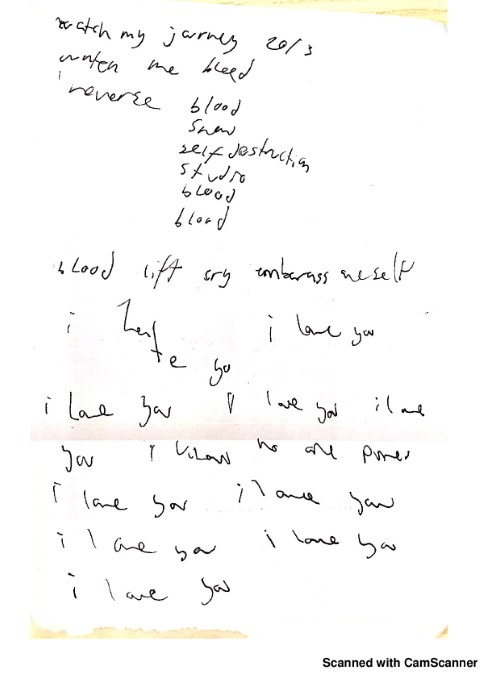 watch my jarney 2013
watch me bleed
reverse blood
snow
self destruction
studio
blood
blood
blood lift cry embarass meself
i hate you i love you
i love you I love you i love
you I know no one
I love you i love you
i love you i love you
i love you
Scanned with CamScanner